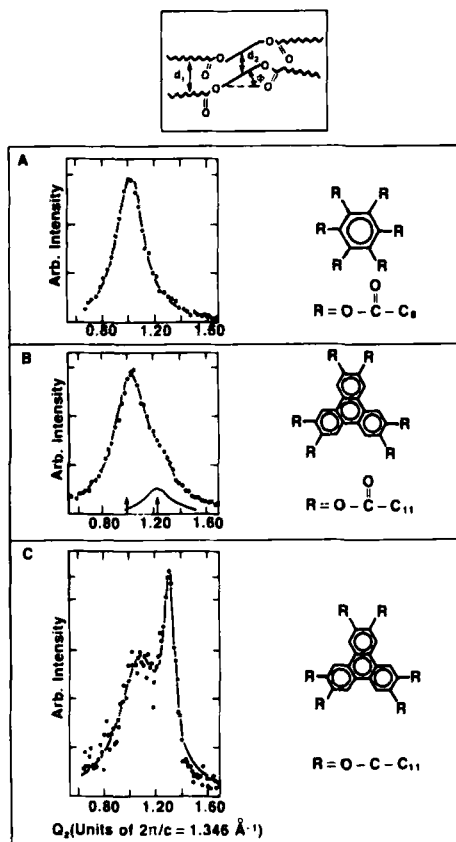 d₁
O
O
O
d₂
Φ
O
O
O
O
O
A
Arb. Intensity
0.80 1.20 1.60
R R
R R
R R
O
R = O - C - C₈
B
Arb. Intensity
0.80 1.20 1.60
R R
R R
R R
O
R = O - C - C₁₁
C
Arb. Intensity
0.80 1.20 1.60
Q₂(Units of 2π/c = 1.346 Å⁻¹)
R R
R R
R R
R = O - C - C₁₁